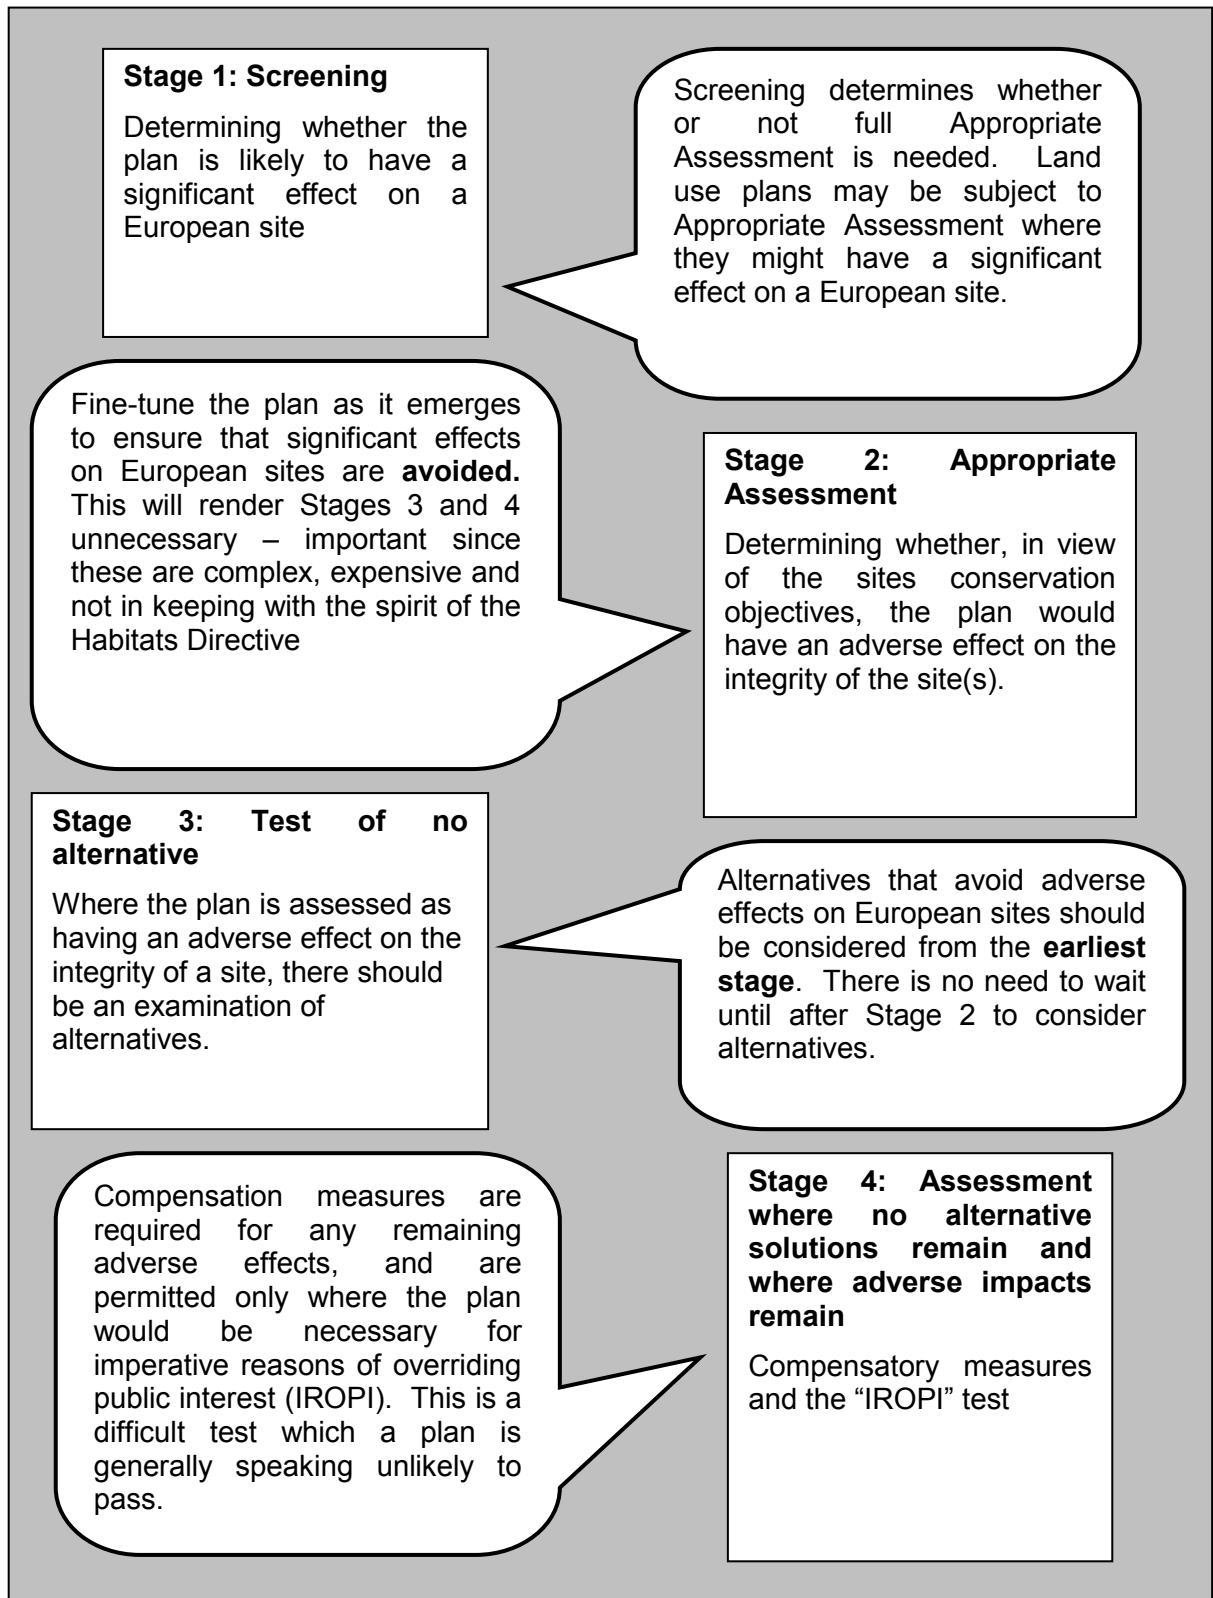 Stage 1: Screening
Determining whether the
plan is likely to have a
significant effect on a
European site
Screening determines whether
or not full Appropriate
Assessment is needed. Land
use plans may be subject to
Appropriate Assessment where
they might have a significant
effect on a European site.
Fine-tune the plan as it emerges
to ensure that significant effects
on European sites are avoided.
This will render Stages 3 and 4
unnecessary – important since
these are complex, expensive and
not in keeping with the spirit of the
Habitats Directive
Stage 2: Appropriate
Assessment
Determining whether, in view
of the sites conservation
objectives, the plan would
have an adverse effect on the
integrity of the site(s).
Stage 3: Test of no
alternative
Where the plan is assessed as
having an adverse effect on the
integrity of a site, there should
be an examination of
alternatives.
Alternatives that avoid adverse
effects on European sites should
be considered from the earliest
stage. There is no need to wait
until after Stage 2 to consider
alternatives.
Compensation measures are
required for any remaining
adverse effects, and are
permitted only where the plan
would be necessary for
imperative reasons of overriding
public interest (IROPI). This is a
difficult test which a plan is
generally speaking unlikely to
pass.
Stage 4: Assessment
where no alternative
solutions remain and
where adverse impacts
remain
Compensatory measures
and the “IROPI” test